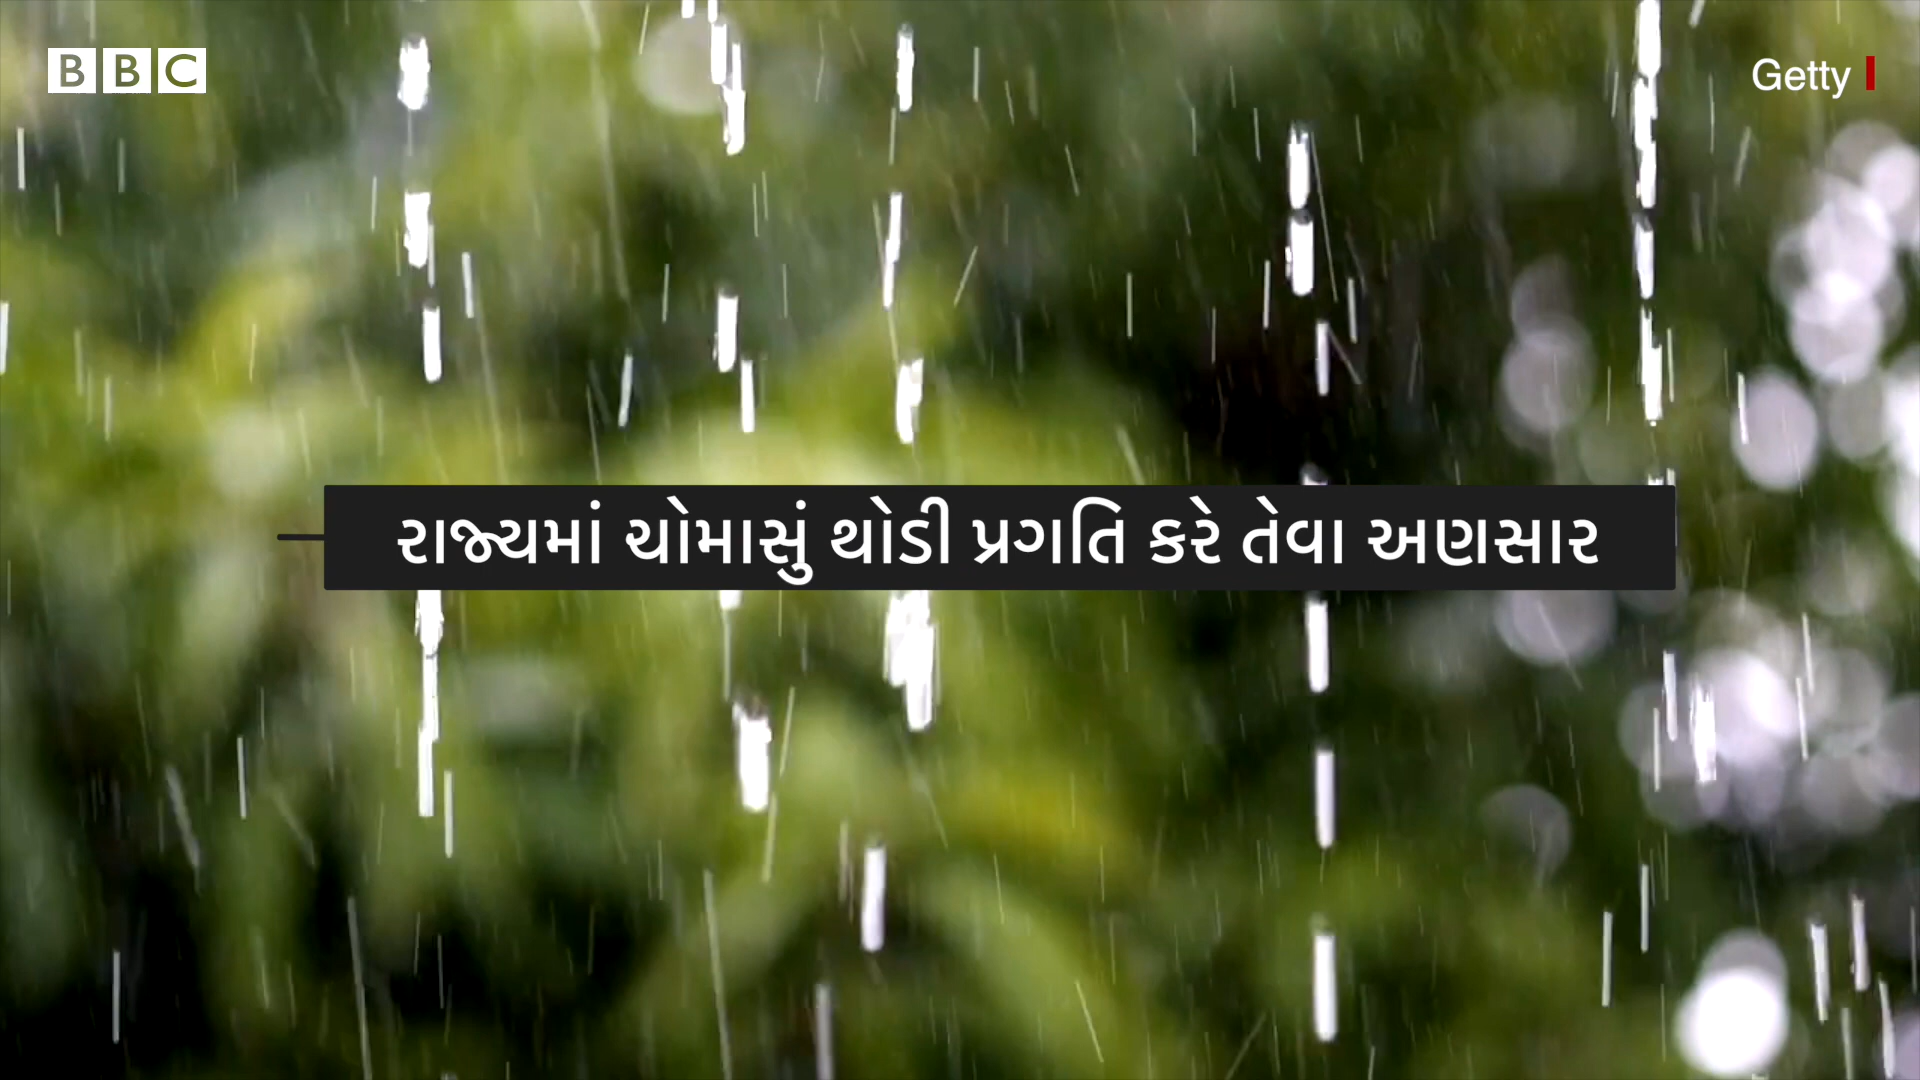 BBC
Getty
રાજ્યમાં ચોમાસું થોડી પ્રગતિ કરે તેવા અણસાર